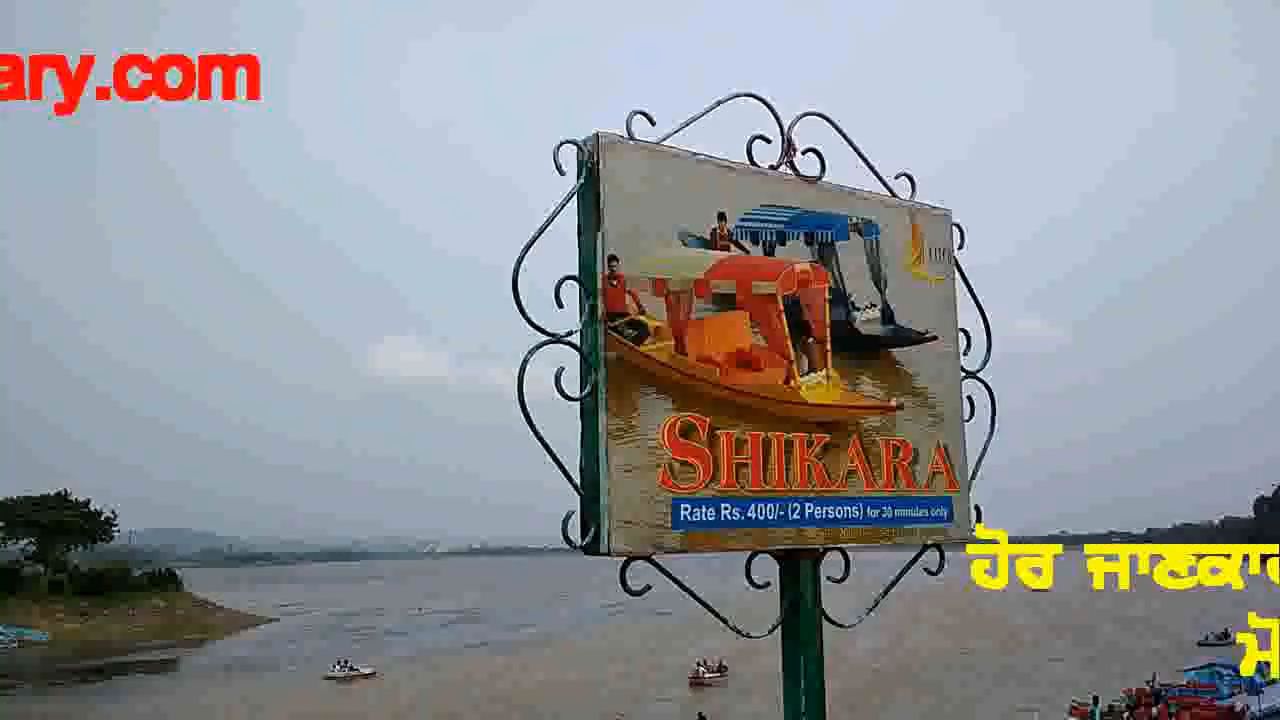 ary.com
SHIKARA
Rate Rs. 400/- (2 Persons) for 30 minutes only
ਹੋਰ ਜਾਣਕਾ